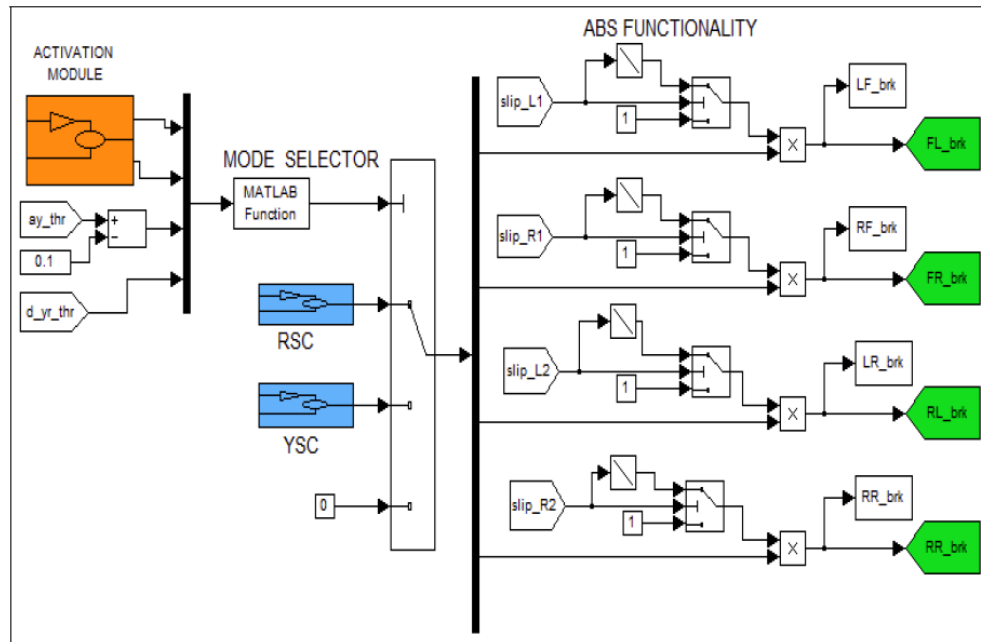 ABS FUNCTIONALITY
ACTIVATION
MODULE
ay_thr
+
−
0.1
d_yr_thr
MODE SELECTOR
MATLAB
Function
RSC
YSC
0
slip_L1
1
X
LF_brk
FL_brk
slip_R1
1
X
RF_brk
FR_brk
slip_L2
1
X
LR_brk
RL_brk
slip_R2
1
X
RR_brk
RR_brk